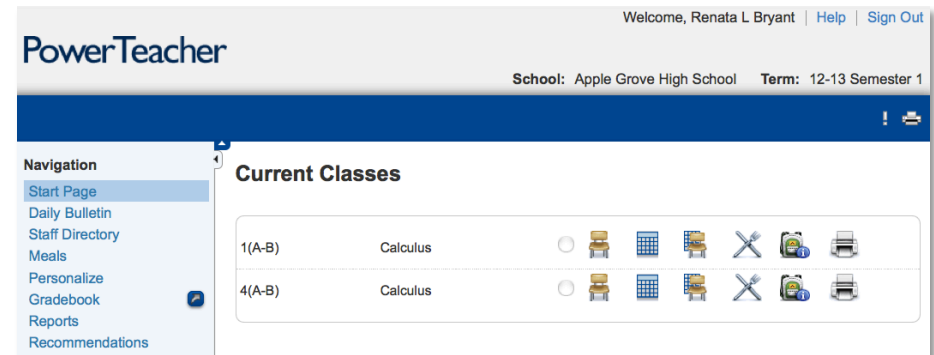 Welcome, Renata L Bryant | Help | Sign Out
PowerTeacher
School: Apple Grove High School Term: 12-13 Semester 1
!
Navigation
Start Page
Daily Bulletin
Staff Directory
Meals
Personalize
Gradebook
Reports
Recommendations
Current Classes
1(A-B) Calculus
4(A-B) Calculus